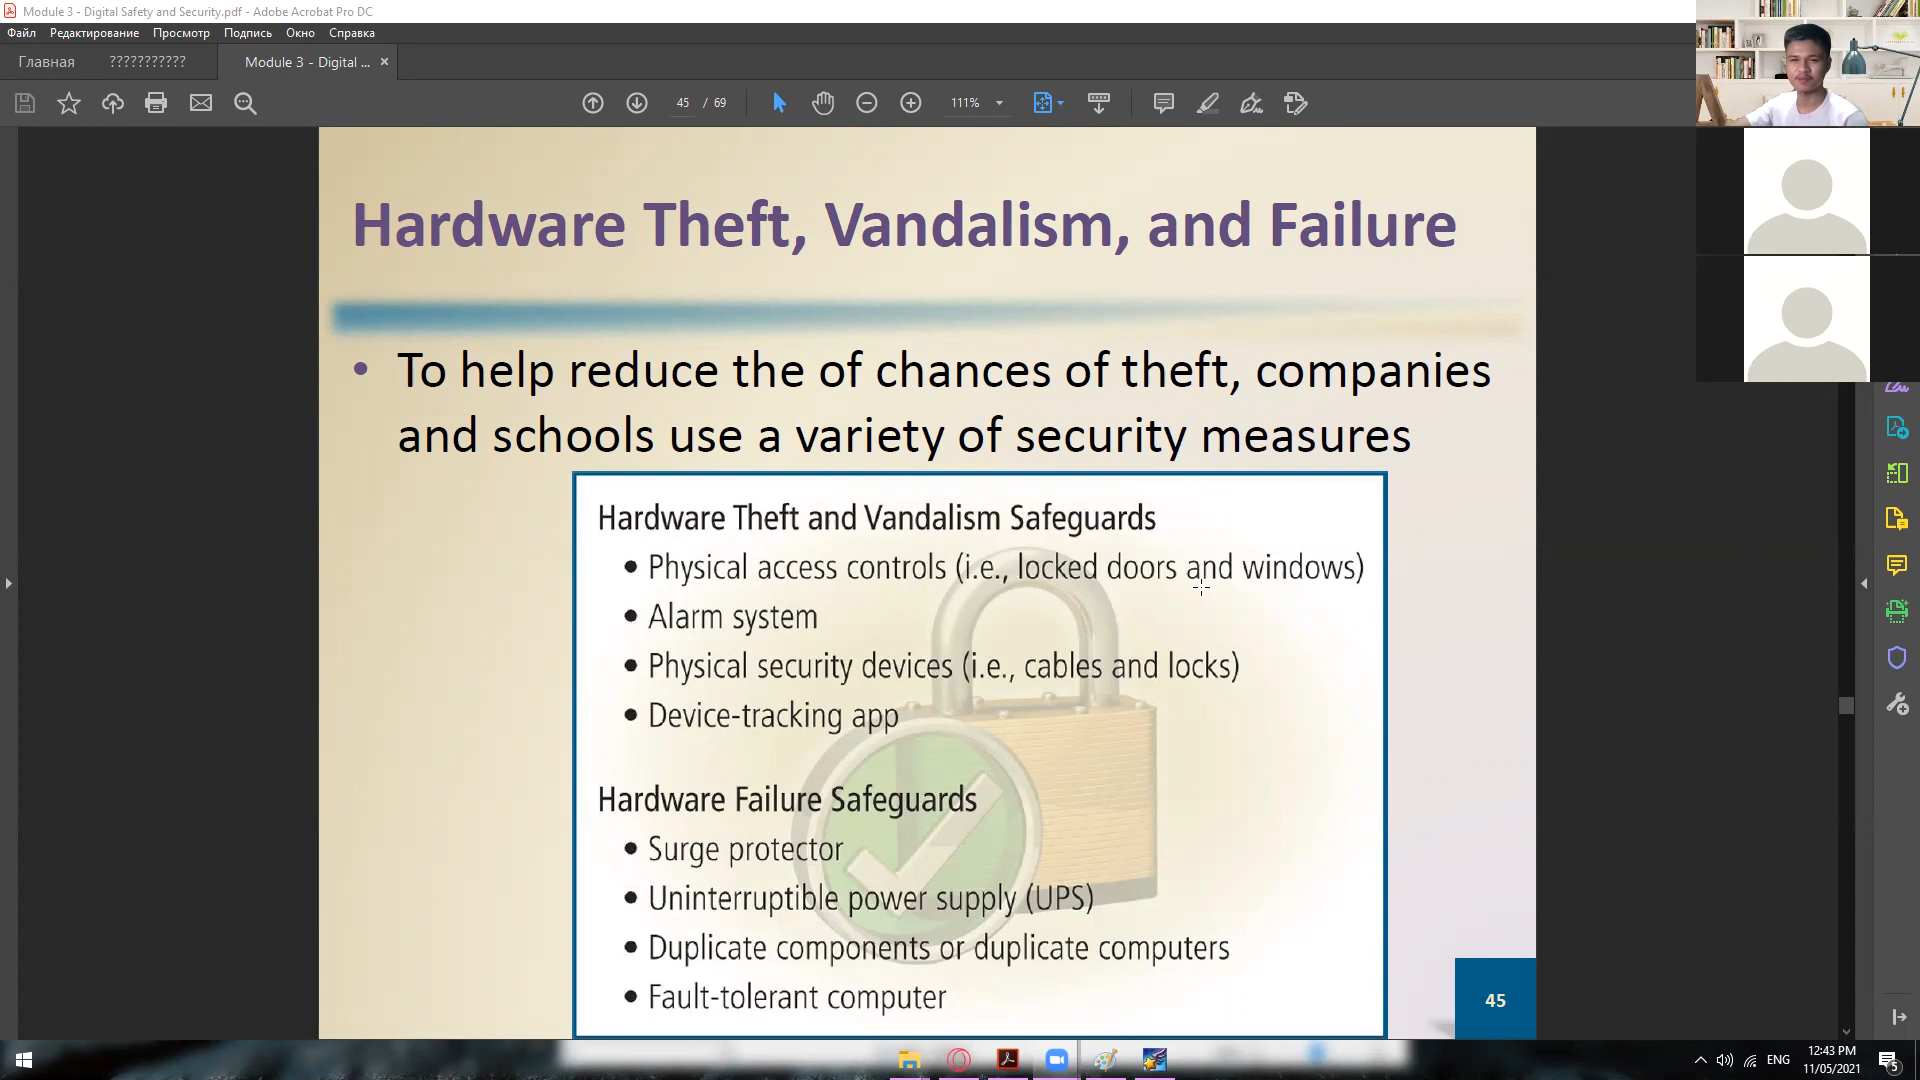 Module 3 - Digital Safety and Security.pdf - Adobe Acrobat Pro DC
Файл Редактирование Просмотр Подпись Окно Справка
Главная ??????????? Module 3 - Digital ... ×
45 / 69 111%
Hardware Theft, Vandalism, and Failure
• To help reduce the of chances of theft, companies
and schools use a variety of security measures
Hardware Theft and Vandalism Safeguards
• Physical access controls (i.e., locked doors and windows)
• Alarm system
• Physical security devices (i.e., cables and locks)
• Device-tracking app
Hardware Failure Safeguards
• Surge protector
• Uninterruptible power supply (UPS)
• Duplicate components or duplicate computers
• Fault-tolerant computer
45
ENG
12:43 PM
11/05/2021
5